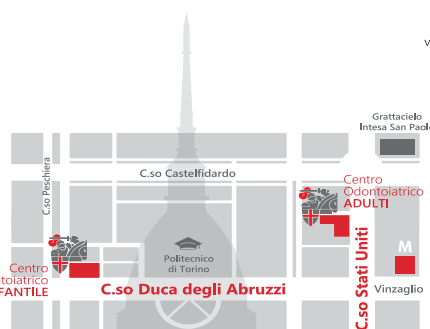 v
Grattacielo
Intesa San Paol
C.so Peschiera
C.so Castelfidardo
Centro
Odontoiatrico
ADULTI
Politecnico
di Torino
C.so Stati Uniti
M
Centro
toiatrico
FANTILE
C.so Duca degli Abruzzi
Vinzaglio